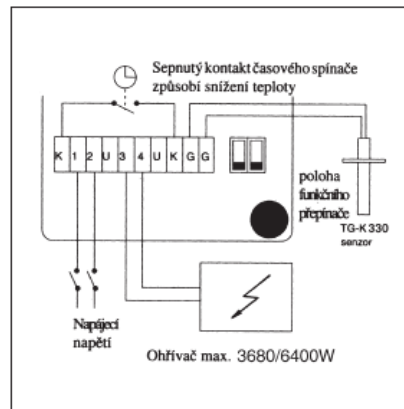 Sepnutý kontakt časového spínače
způsobí snížení teploty
K 1 2 U 3 4 U K G G
poloha
funkčního
přepínače
TG-K 330
senzor
Napájecí
napětí
Ohřívač max. 3680/6400W